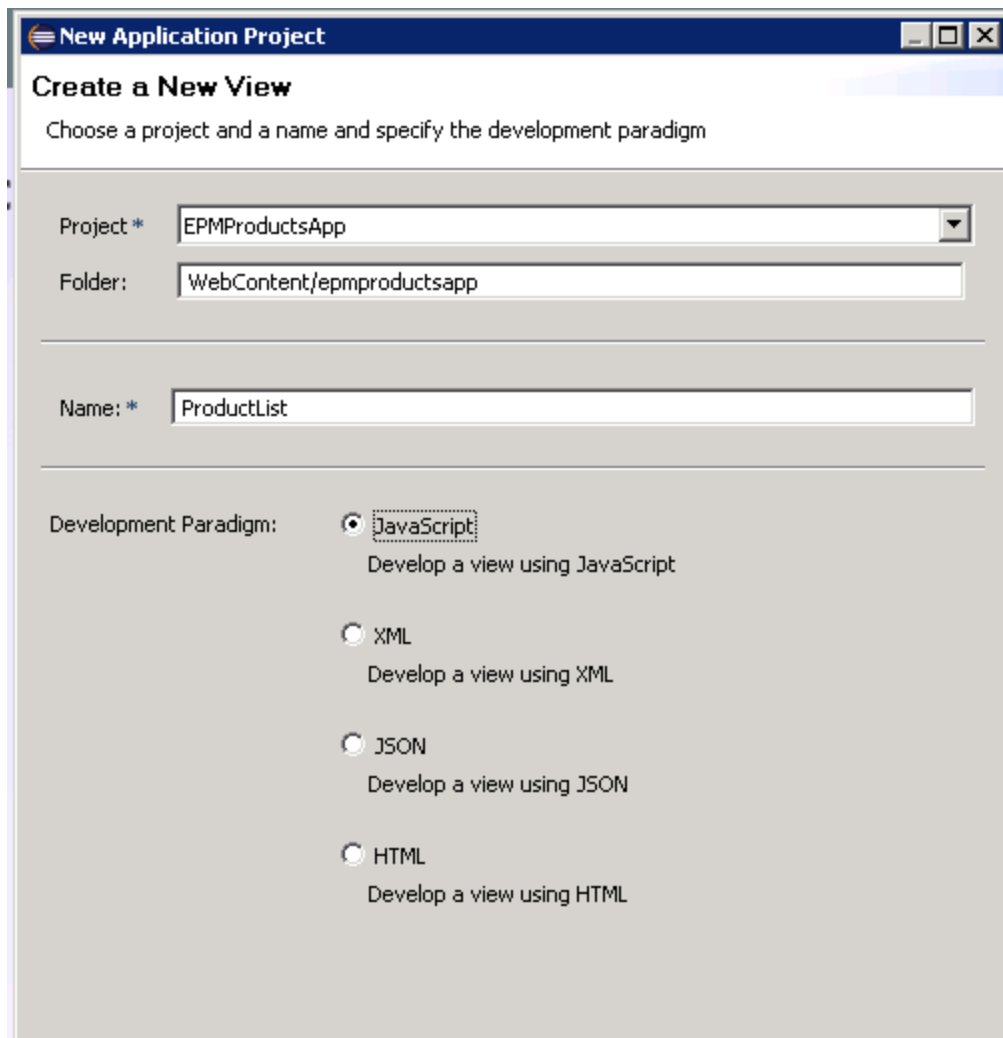 New Application Project
Create a New View
Choose a project and a name and specify the development paradigm
Project * EPMProductsApp
Folder: WebContent/epmproductsapp
Name: * ProductList
Development Paradigm: JavaScript
Develop a view using JavaScript
XML
Develop a view using XML
JSON
Develop a view using JSON
HTML
Develop a view using HTML